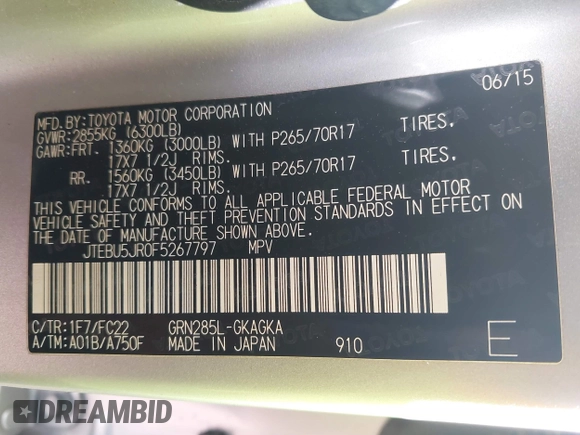 MFD. BY:TOYOTA MOTOR CORPORATION 06/15
GVWR:2855KG (6300LB)
GAWR:FRT. 1360KG (3000LB) WITH P265/70R17 TIRES,
17X7 1/2J RIMS.
RR. 1560KG (3450LB) WITH P265/70R17 TIRES,
17X7 1/2J RIMS.
THIS VEHICLE CONFORMS TO ALL APPLICABLE FEDERAL MOTOR
VEHICLE SAFETY AND THEFT PREVENTION STANDARDS IN EFFECT ON
THE DATE OF MANUFACTURE SHOWN ABOVE.
JTEBU5JR0F5267797 MPV
C/TR:1F7/FC22 GRN285L-GKAGKA
A/TM:A01B/A750F MADE IN JAPAN 910 E
DREAMBID